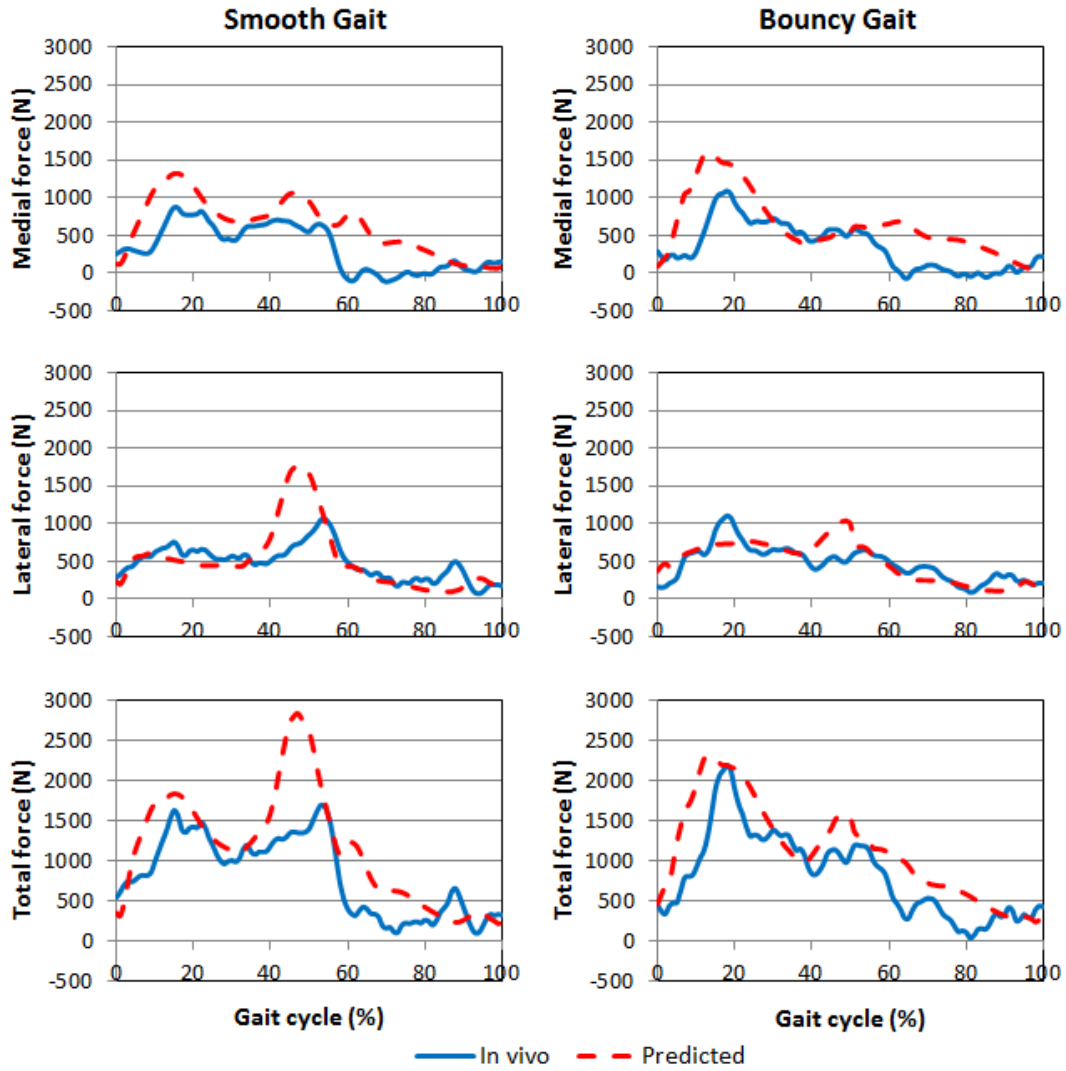 Smooth Gait
Bouncy Gait
Medial force (N)
3000
2500
2000
1500
1000
500
0
-500
0 20 40 60 80 100
Medial force (N)
3000
2500
2000
1500
1000
500
0
-500
0 20 40 60 80 100
Lateral force (N)
3000
2500
2000
1500
1000
500
0
-500
0 20 40 60 80 100
Lateral force (N)
3000
2500
2000
1500
1000
500
0
-500
0 20 40 60 80 100
Total force (N)
3000
2500
2000
1500
1000
500
0
-500
0 20 40 60 80 100
Gait cycle (%)
Total force (N)
3000
2500
2000
1500
1000
500
0
-500
0 20 40 60 80 100
Gait cycle (%)
In vivo Predicted